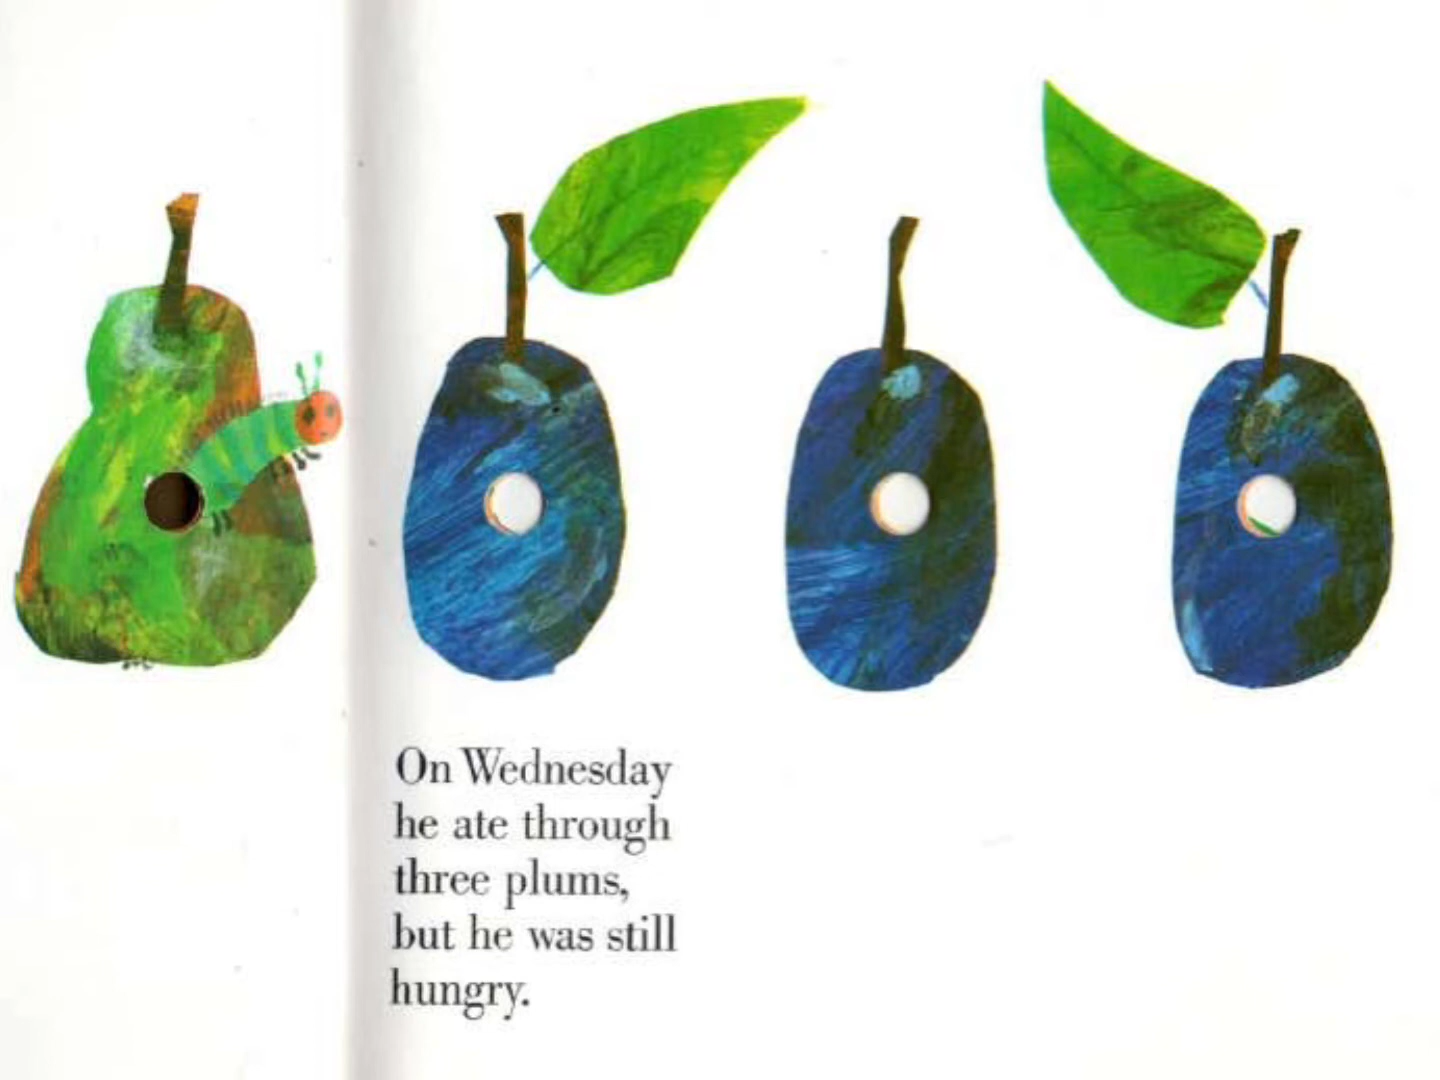 On Wednesday
he ate through
three plums,
but he was still
hungry.